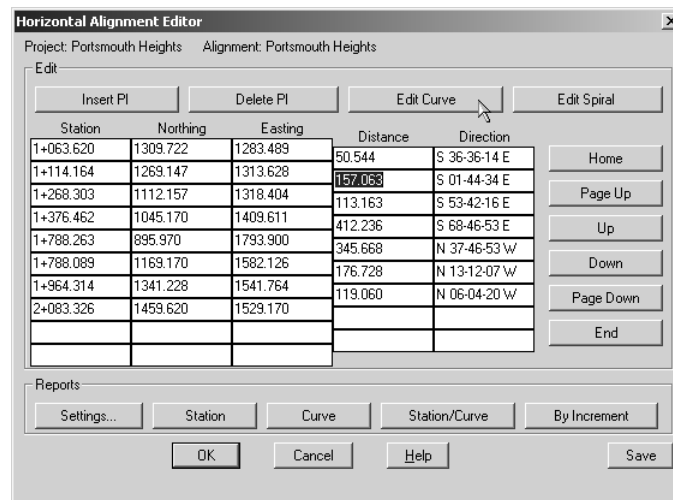 Horizontal Alignment Editor
Project: Portsmouth Heights Alignment: Portsmouth Heights
Edit
Insert PI Delete PI Edit Curve Edit Spiral
Station Northing Easting Distance Direction
1+063.620 1309.722 1283.489
50.544 S 36-36-14 E
Home
1+114.164 1269.147 1313.628
157.063 S 01-44-34 E
Page Up
1+268.303 1112.157 1318.404
113.163 S 53-42-16 E
1+376.462 1045.170 1409.611
412.236 S 68-46-53 E
Up
1+788.263 895.970 1793.900
345.668 N 37-46-53 W
Down
1+788.089 1169.170 1582.126
176.728 N 13-12-07 W
1+964.314 1341.228 1541.764
119.060 N 06-04-20 W
Page Down
2+083.326 1459.620 1529.170
End
Reports
Settings... Station Curve Station/Curve By Increment
OK Cancel Help Save